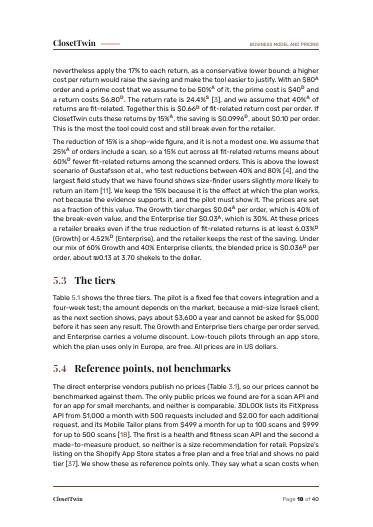 ClosetTwin
BUSINESS MODEL AND PRICING
nevertheless apply the 17% to each return, as a conservative lower bound; a higher
cost per return would raise the saving and make the tool easier to justify. With an $80ᴬ
order and a prime cost that we assume to be 50%ᴬ of it, the prime cost is $40ᴰ and
a return costs $6.80ᴰ. The return rate is 24.4%ˢ [3], and we assume that 40%ᴬ of
returns are fit-related. Together this is $0.66ᴰ of fit-related return cost per order. If
ClosetTwin cuts these returns by 15%ᴬ, the saving is $0.0996ᴰ, about $0.10 per order.
This is the most the tool could cost and still break even for the retailer.
The reduction of 15% is a shop-wide figure, and it is not a modest one. We assume that
25%ᴬ of orders include a scan, so a 15% cut across all fit-related returns means about
60%ᴰ fewer fit-related returns among the scanned orders. This is above the lowest
scenario of Gustafsson et al., who test reductions between 40% and 80% [4], and the
largest field study that we have found shows size-finder users slightly more likely to
return an item [11]. We keep the 15% because it is the effect at which the plan works,
not because the evidence supports it, and the pilot must show it. The prices are set
as a fraction of this value. The Growth tier charges $0.04ᴬ per order, which is 40% of
the break-even value, and the Enterprise tier $0.03ᴬ, which is 30%. At these prices
a retailer breaks even if the true reduction of fit-related returns is at least 6.03%ᴰ
(Growth) or 4.52%ᴰ (Enterprise), and the retailer keeps the rest of the saving. Under
our mix of 60% Growth and 40% Enterprise clients, the blended price is $0.036ᴰ per
order, about ₪0.13 at 3.70 shekels to the dollar.
5.3 The tiers
Table 5.1 shows the three tiers. The pilot is a fixed fee that covers integration and a
four-week test; the amount depends on the market, because a mid-size Israeli client,
as the next section shows, pays about $3,600 a year and cannot be asked for $5,000
before it has seen any result. The Growth and Enterprise tiers charge per order served,
and Enterprise carries a volume discount. Low-touch pilots through an app store,
which the plan uses only in Europe, are free. All prices are in US dollars.
5.4 Reference points, not benchmarks
The direct enterprise vendors publish no prices (Table 3.1), so our prices cannot be
benchmarked against them. The only public prices we found are for a scan API and
for an app for small merchants, and neither is comparable. 3DLOOK lists its FitXpress
API from $1,000 a month with 500 requests included and $2.00 for each additional
request, and its Mobile Tailor plans from $499 a month for up to 100 scans and $999
for up to 500 scans [18]. The first is a health and fitness scan API and the second a
made-to-measure product, so neither is a size recommendation for retail. Popsize's
listing on the Shopify App Store states a free plan and a free trial and shows no paid
tier [37]. We show these as reference points only. They say what a scan costs when
ClosetTwin
Page 18 of 40